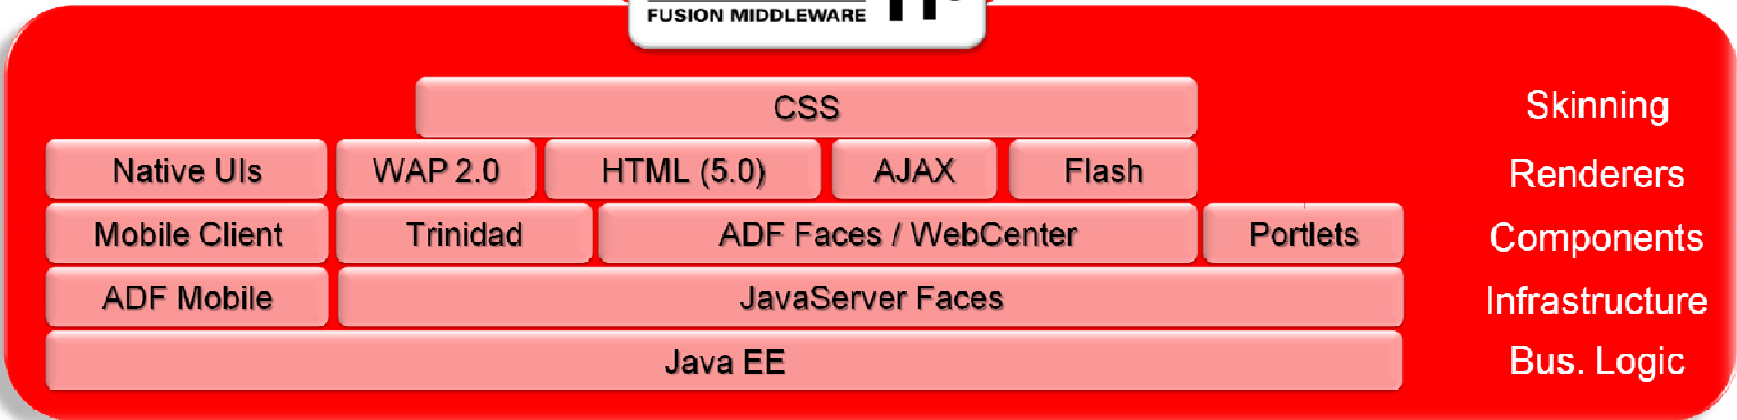 FUSION MIDDLEWARE
CSS Skinning
Native UIs WAP 2.0 HTML (5.0) AJAX Flash Renderers
Mobile Client Trinidad ADF Faces / WebCenter Portlets Components
ADF Mobile JavaServer Faces Infrastructure
Java EE Bus. Logic